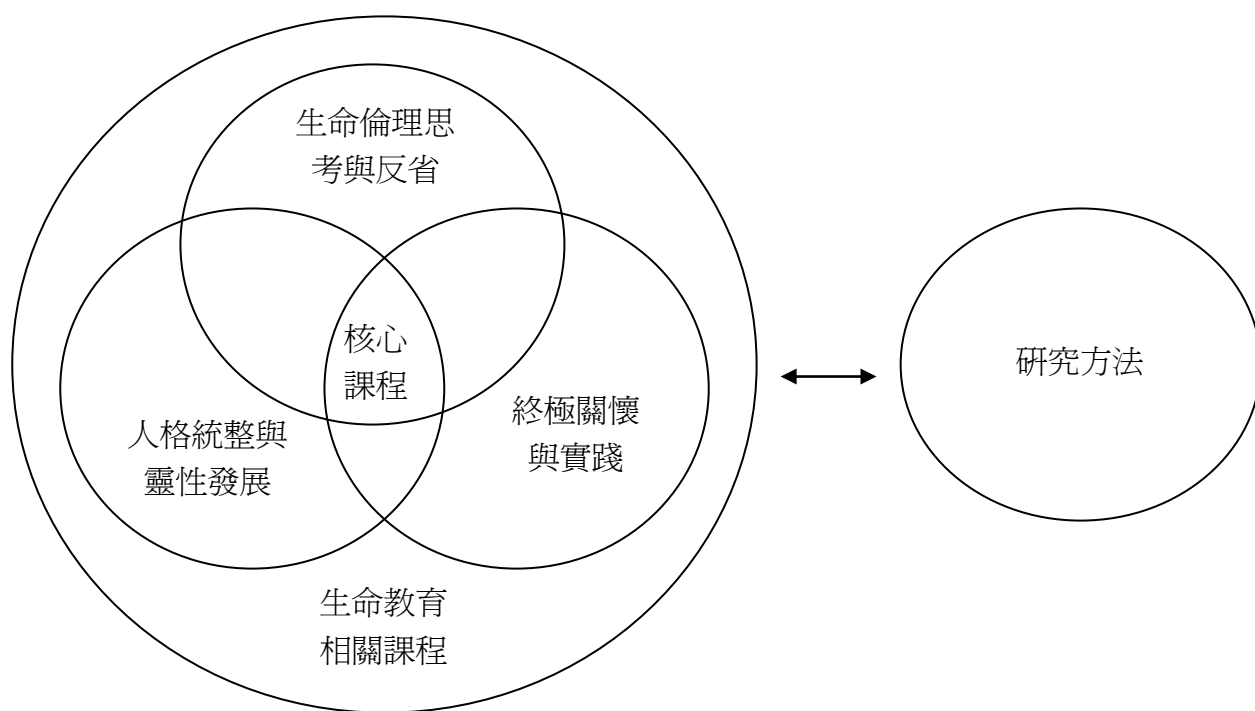 生命倫理思
考與反省
核心
課程
人格統整與
靈性發展
終極關懷
與實踐
生命教育
相關課程
研究方法